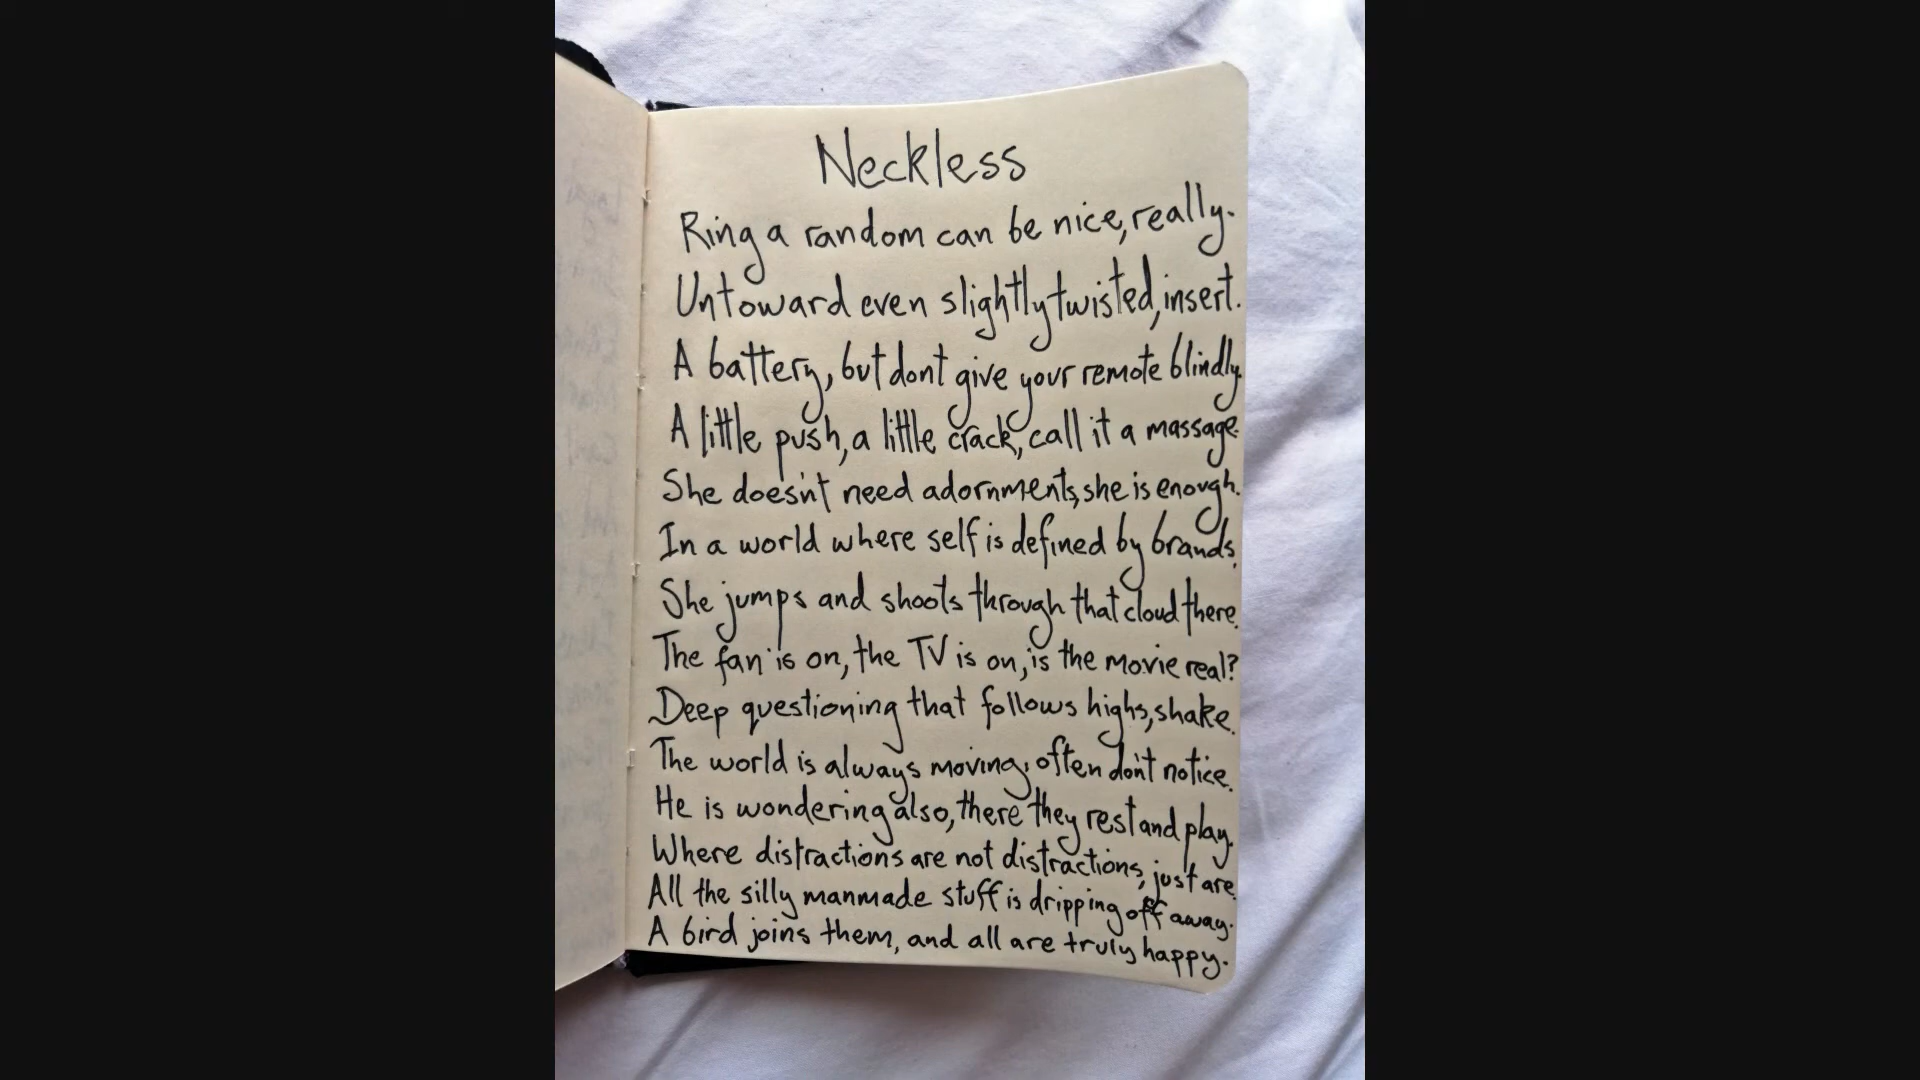 Neckless
Ring a random can be nice, really.
Untoward even slightly twisted, insert.
A battery, but dont give your remote blindly.
A little push, a little crack, call it a massage.
She doesn't need adornments, she is enough.
In a world where self is defined by brands.
She jumps and shoots through that cloud there.
The fan is on, the TV is on, is the movie real?
Deep questioning that follows highs, shake.
The world is always moving, often don't notice.
He is wondering also, there they rest and play.
Where distractions are not distractions, just are.
All the silly manmade stuff is dripping off away.
A bird joins them, and all are truly happy.